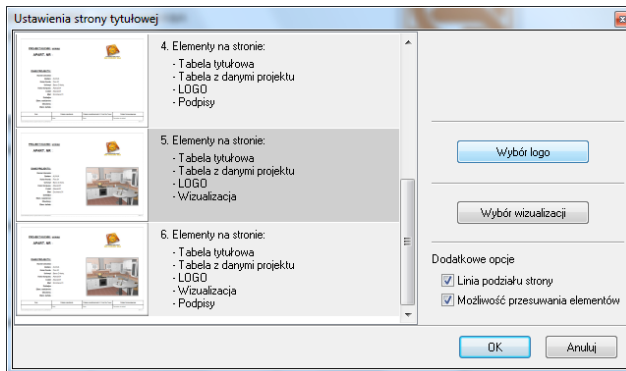 Ustawienia strony tytułowej
4. Elementy na stronie:
- Tabela tytułowa
- Tabela z danymi projektu
- LOGO
- Podpisy
5. Elementy na stronie:
- Tabela tytułowa
- Tabela z danymi projektu
- LOGO
- Wizualizacja
6. Elementy na stronie:
- Tabela tytułowa
- Tabela z danymi projektu
- LOGO
- Wizualizacja
- Podpisy
Wybór logo
Wybór wizualizacji
Dodatkowe opcje
Linia podziału strony
Możliwość przesuwania elementów
OK
Anuluj